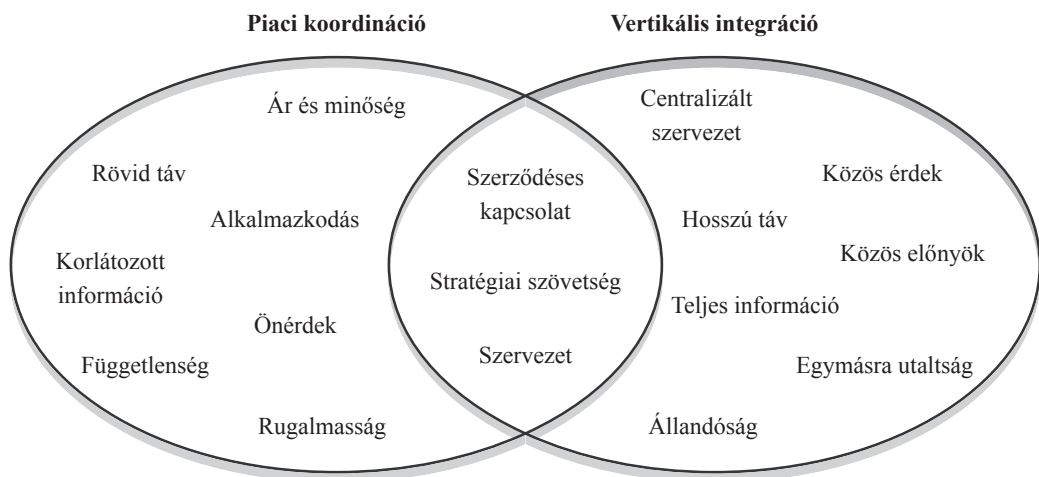 Piaci koordináció
Vertikális integráció
Ár és minőség
Rövid táv
Alkalmazkodás
Korlátozott
információ
Önérdek
Függetlenség
Rugalmasság
Szerződéses
kapcsolat
Stratégiai szövetség
Szervezet
Centralizált
szervezet
Közös érdek
Hosszú táv
Közös előnyök
Teljes információ
Egymásra utaltság
Állandóság